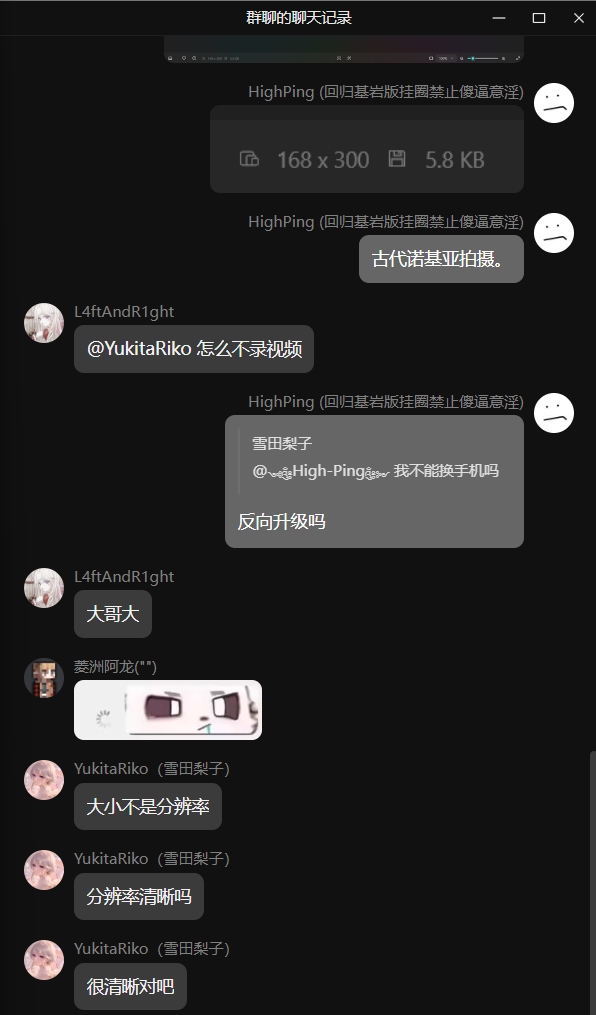 群聊的聊天记录
HighPing (回归基岩版挂圈禁止傻逼意淫)
168 x 300 5.8 KB
HighPing (回归基岩版挂圈禁止傻逼意淫)
古代诺基亚拍摄。
L4ftAndR1ght
@YukitaRiko 怎么不录视频
HighPing (回归基岩版挂圈禁止傻逼意淫)
雪田梨子
@High-Ping 我不能换手机吗
反向升级吗
L4ftAndR1ght
大哥大
菱洲阿龙("")
YukitaRiko (雪田梨子)
大小不是分辨率
YukitaRiko (雪田梨子)
分辨率清晰吗
YukitaRiko (雪田梨子)
很清晰对吧